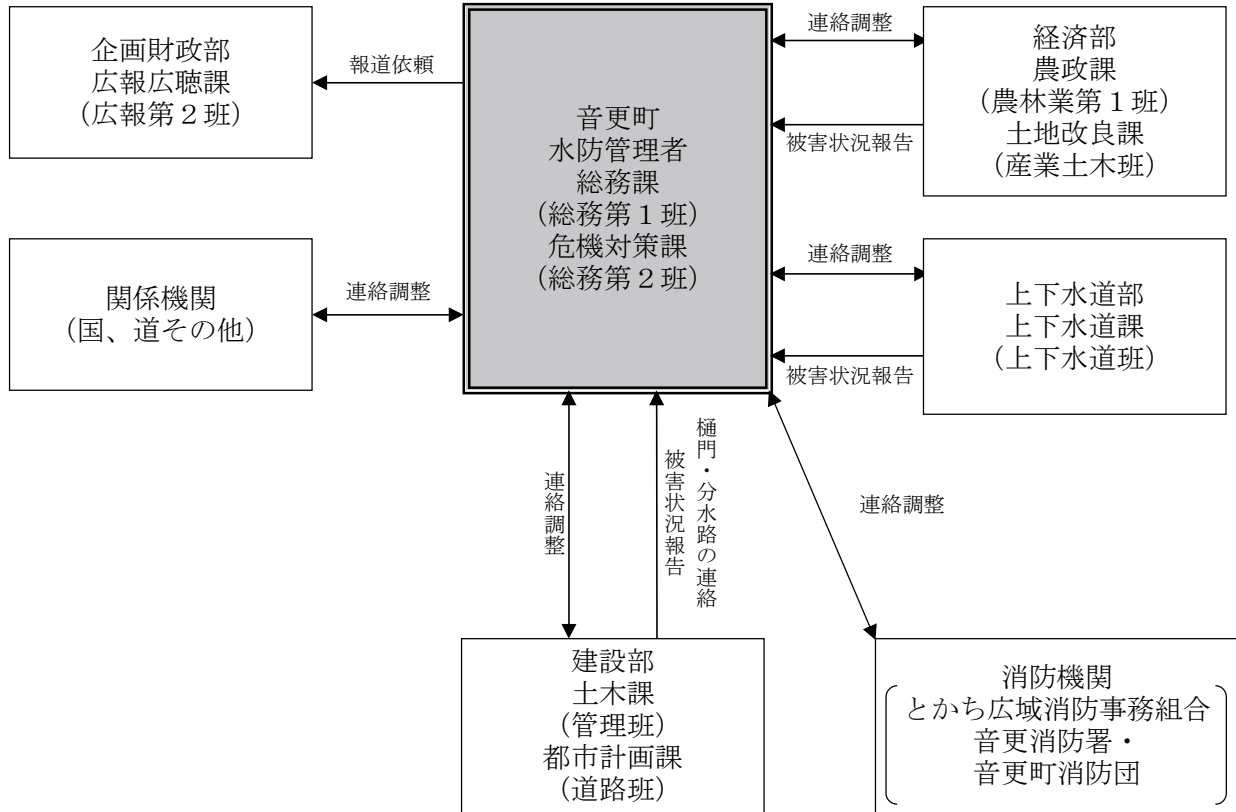 企画財政部
広報広聴課
（広報第２班）
報道依頼
音更町
水防管理者
総務課
（総務第１班）
危機対策課
（総務第２班）
連絡調整
被害状況報告
経済部
農政課
（農林業第１班）
土地改良課
（産業土木班）
関係機関
（国、道その他）
連絡調整
連絡調整
被害状況報告
上下水道部
上下水道課
（上下水道班）
連絡調整
被害状況報告
樋門・分水路の連絡
連絡調整
建設部
土木課
（管理班）
都市計画課
（道路班）
消防機関
とかち広域消防事務組合
音更消防署・
音更町消防団